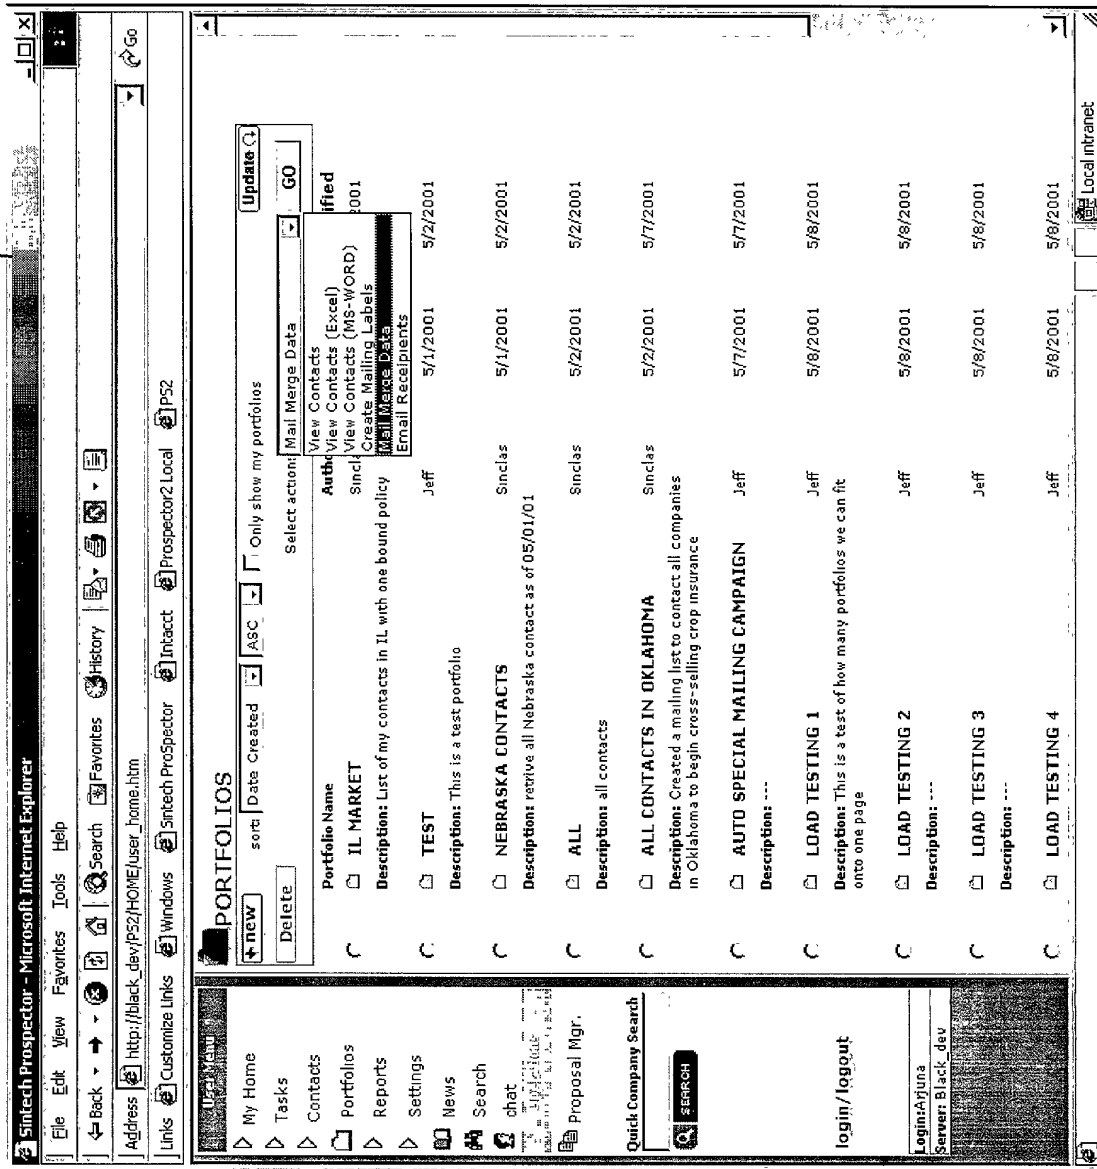 Sintech Prospector - Microsoft Internet Explorer
File Edit View Favorites Tools Help
Back Search Favorites History
Address http://black_dev/PS2/HOME/user_home.htm Go
Links Customize Links Windows Sintech ProSpector Intacct Prospector2 Local PS2
My Home
Tasks
Contacts
Portfolios
Reports
Settings
News
Search
chat
Proposal Mgr.
Quick Company Search
SEARCH
login/logout
Login:Arjuna
Server: Black_dev
PORTFOLIOS
+new sort: Date Created ASC Only show my portfolios Update
Delete Select action: Mail Merge Data GO
View Contacts
View Contacts (Excel)
View Contacts (MS-WORD)
Create Mailing Labels
Mail Merge Data
Email Receipients
Portfolio Name Autho ified
IL MARKET Sincla 2001
Description: List of my contacts in IL with one bound policy
TEST Jeff 5/1/2001 5/2/2001
Description: This is a test portfolio
NEBRASKA CONTACTS Sinclas 5/1/2001 5/2/2001
Description: retrive all Nebraska contact as of 05/01/01
ALL Sinclas 5/2/2001 5/2/2001
Description: all contacts
ALL CONTACTS IN OKLAHOMA Sinclas 5/2/2001 5/7/2001
Description: Created a mailing list to contact all companies
in Oklahoma to begin cross-selling crop insurance
AUTO SPECIAL MAILING CAMPAIGN Jeff 5/7/2001 5/7/2001
Description: ---
LOAD TESTING 1 Jeff 5/8/2001 5/8/2001
Description: This is a test of how many portfolios we can fit
onto one page
LOAD TESTING 2 Jeff 5/8/2001 5/8/2001
Description: ---
LOAD TESTING 3 Jeff 5/8/2001 5/8/2001
Description: ---
LOAD TESTING 4 Jeff 5/8/2001 5/8/2001
Local intranet